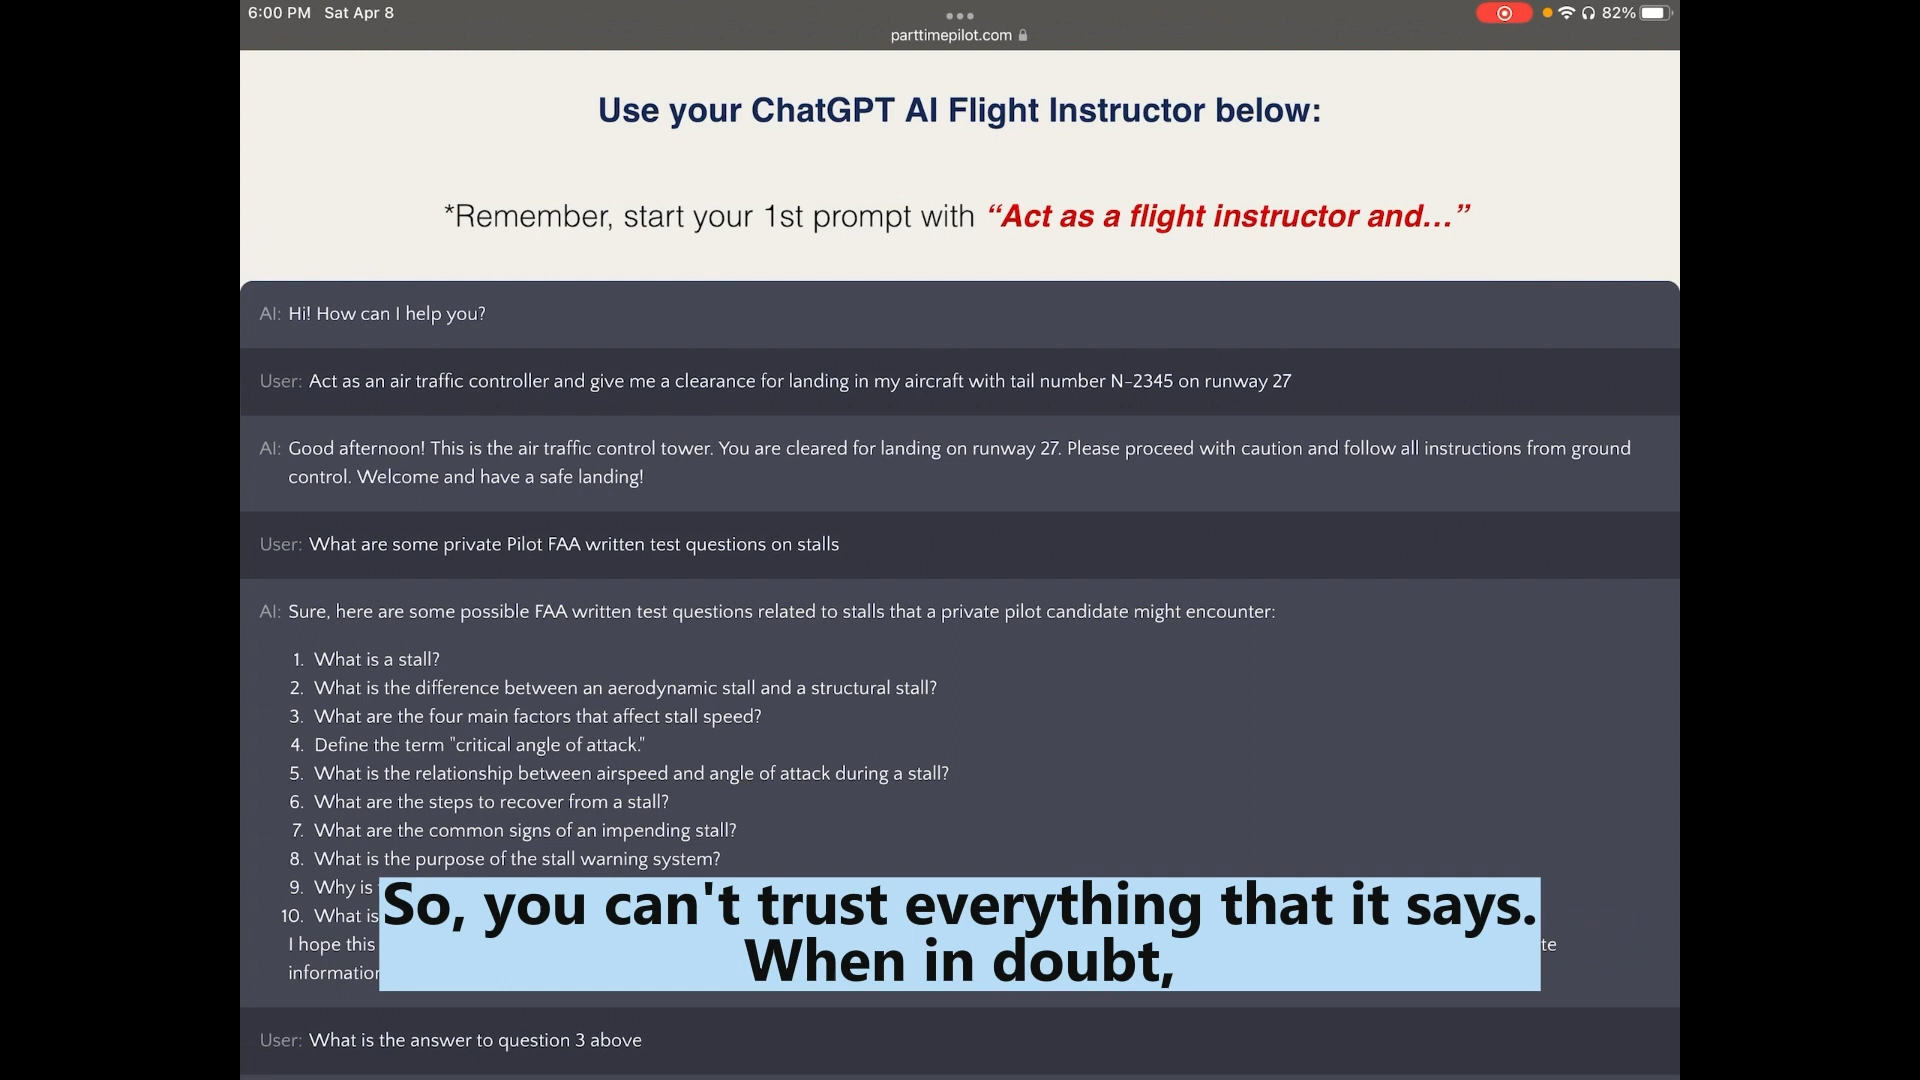 6:00 PM Sat Apr 8
82%
parttimepilot.com
Use your ChatGPT AI Flight Instructor below:
*Remember, start your 1st prompt with “Act as a flight instructor and...”
AI: Hi! How can I help you?
User: Act as an air traffic controller and give me a clearance for landing in my aircraft with tail number N-2345 on runway 27
AI: Good afternoon! This is the air traffic control tower. You are cleared for landing on runway 27. Please proceed with caution and follow all instructions from ground
control. Welcome and have a safe landing!
User: What are some private Pilot FAA written test questions on stalls
AI: Sure, here are some possible FAA written test questions related to stalls that a private pilot candidate might encounter:
1. What is a stall?
2. What is the difference between an aerodynamic stall and a structural stall?
3. What are the four main factors that affect stall speed?
4. Define the term "critical angle of attack."
5. What is the relationship between airspeed and angle of attack during a stall?
6. What are the steps to recover from a stall?
7. What are the common signs of an impending stall?
8. What is the purpose of the stall warning system?
9. Why is
10. What is
I hope this
So, you can't trust everything that it says.
When in doubt,
User: What is the answer to question 3 above